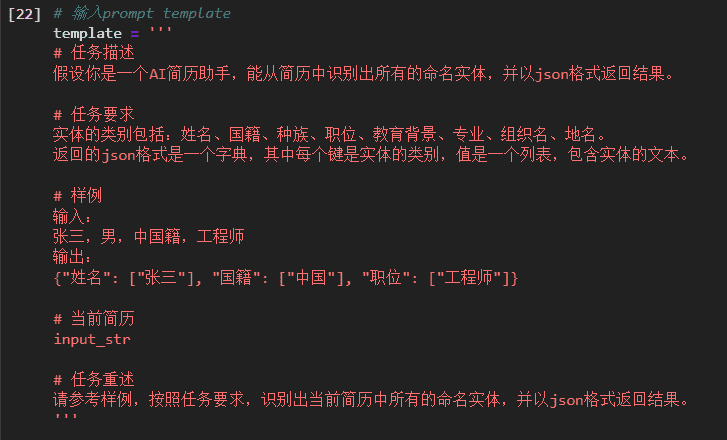 [22] # 输入prompt template
template = '''
# 任务描述
假设你是一个AI简历助手，能从简历中识别出所有的命名实体，并以json格式返回结果。
# 任务要求
实体的类别包括：姓名、国籍、种族、职位、教育背景、专业、组织名、地名。
返回的json格式是一个字典，其中每个键是实体的类别，值是一个列表，包含实体的文本。
# 样例
输入：
张三，男，中国籍，工程师
输出：
{"姓名": ["张三"], "国籍": ["中国"], "职位": ["工程师"]}
# 当前简历
input_str
# 任务重述
请参考样例，按照任务要求，识别出当前简历中所有的命名实体，并以json格式返回结果。
'''